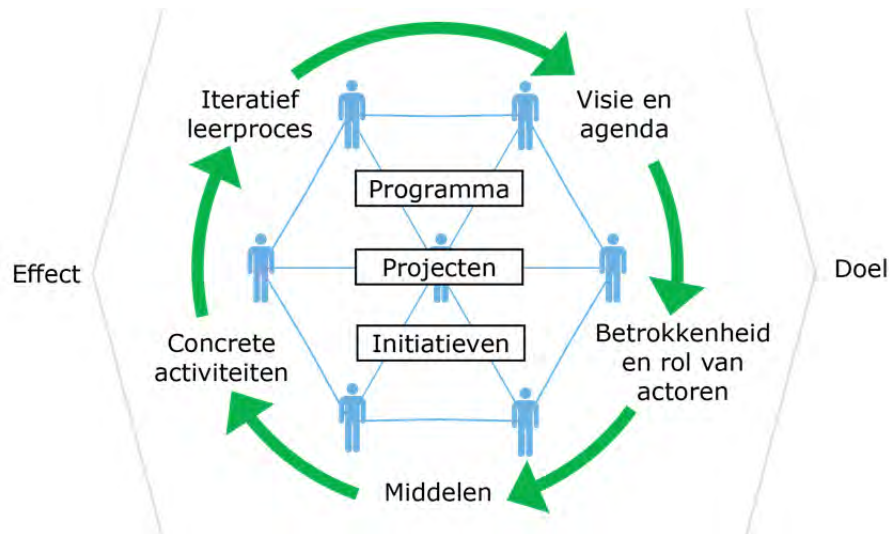 Iteratief
leerproces
Visie en
agenda
Programma
Effect
Projecten
Doel
Concrete
activiteiten
Initiatieven
Betrokkenheid
en rol van
actoren
Middelen